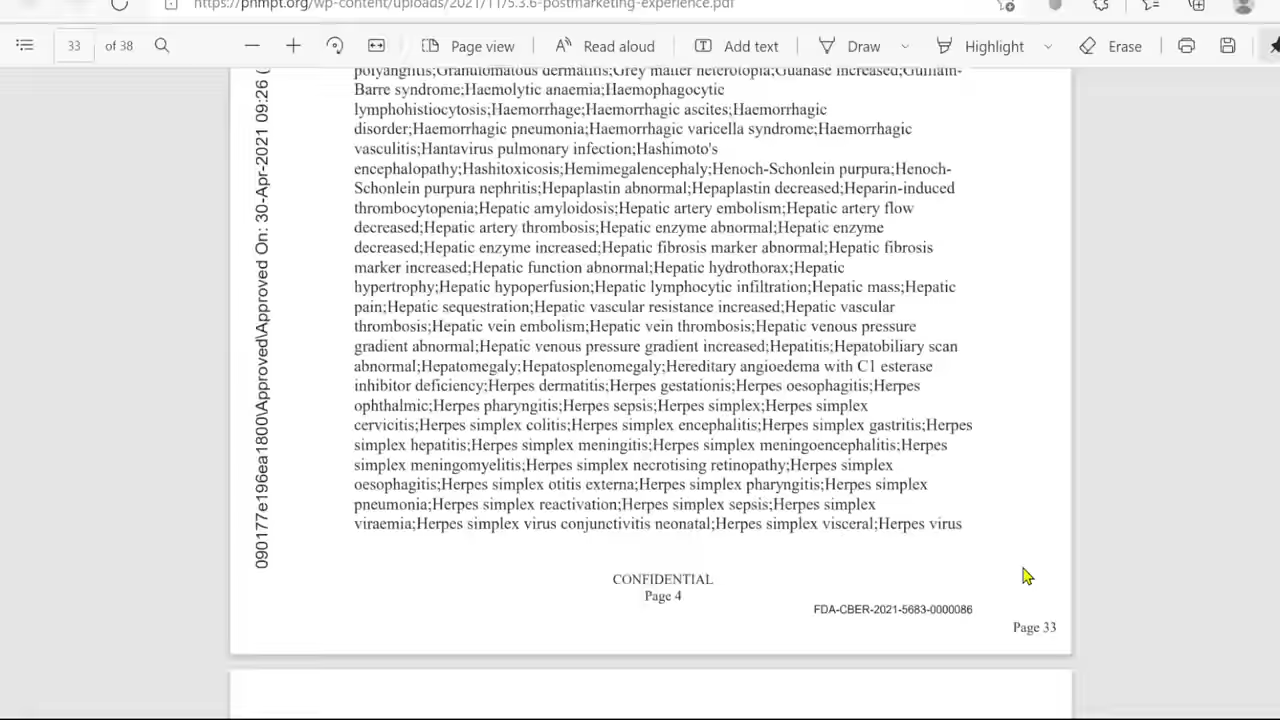 https://phmpt.org/wp-content/uploads/2021/11/5.3.6-postmarketing-experience.pdf
33 of 38 Page view Read aloud Add text Draw Highlight Erase
polyangiitis;Granulomatous dermatitis;Grey matter heterotopia;Guanase increased;Guillain-
Barre syndrome;Haemolytic anaemia;Haemophagocytic
lymphohistiocytosis;Haemorrhage;Haemorrhagic ascites;Haemorrhagic
disorder;Haemorrhagic pneumonia;Haemorrhagic varicella syndrome;Haemorrhagic
vasculitis;Hantavirus pulmonary infection;Hashimoto's
encephalopathy;Hashitoxicosis;Hemimegalencephaly;Henoch-Schonlein purpura;Henoch-
Schonlein purpura nephritis;Hepaplastin abnormal;Hepaplastin decreased;Heparin-induced
thrombocytopenia;Hepatic amyloidosis;Hepatic artery embolism;Hepatic artery flow
decreased;Hepatic artery thrombosis;Hepatic enzyme abnormal;Hepatic enzyme
decreased;Hepatic enzyme increased;Hepatic fibrosis marker abnormal;Hepatic fibrosis
marker increased;Hepatic function abnormal;Hepatic hydrothorax;Hepatic
hypertrophy;Hepatic hypoperfusion;Hepatic lymphocytic infiltration;Hepatic mass;Hepatic
pain;Hepatic sequestration;Hepatic vascular resistance increased;Hepatic vascular
thrombosis;Hepatic vein embolism;Hepatic vein thrombosis;Hepatic venous pressure
gradient abnormal;Hepatic venous pressure gradient increased;Hepatitis;Hepatobiliary scan
abnormal;Hepatomegaly;Hepatosplenomegaly;Hereditary angioedema with C1 esterase
inhibitor deficiency;Herpes dermatitis;Herpes gestationis;Herpes oesophagitis;Herpes
ophthalmic;Herpes pharyngitis;Herpes sepsis;Herpes simplex;Herpes simplex
cervicitis;Herpes simplex colitis;Herpes simplex encephalitis;Herpes simplex gastritis;Herpes
simplex hepatitis;Herpes simplex meningitis;Herpes simplex meningoencephalitis;Herpes
simplex meningomyelitis;Herpes simplex necrotising retinopathy;Herpes simplex
oesophagitis;Herpes simplex otitis externa;Herpes simplex pharyngitis;Herpes simplex
pneumonia;Herpes simplex reactivation;Herpes simplex sepsis;Herpes simplex
viraemia;Herpes simplex virus conjunctivitis neonatal;Herpes simplex visceral;Herpes virus
CONFIDENTIAL
Page 4
FDA-CBER-2021-5683-0000086
Page 33
090177e196ea1800\Approved\Approved On: 30-Apr-2021 09:26 (